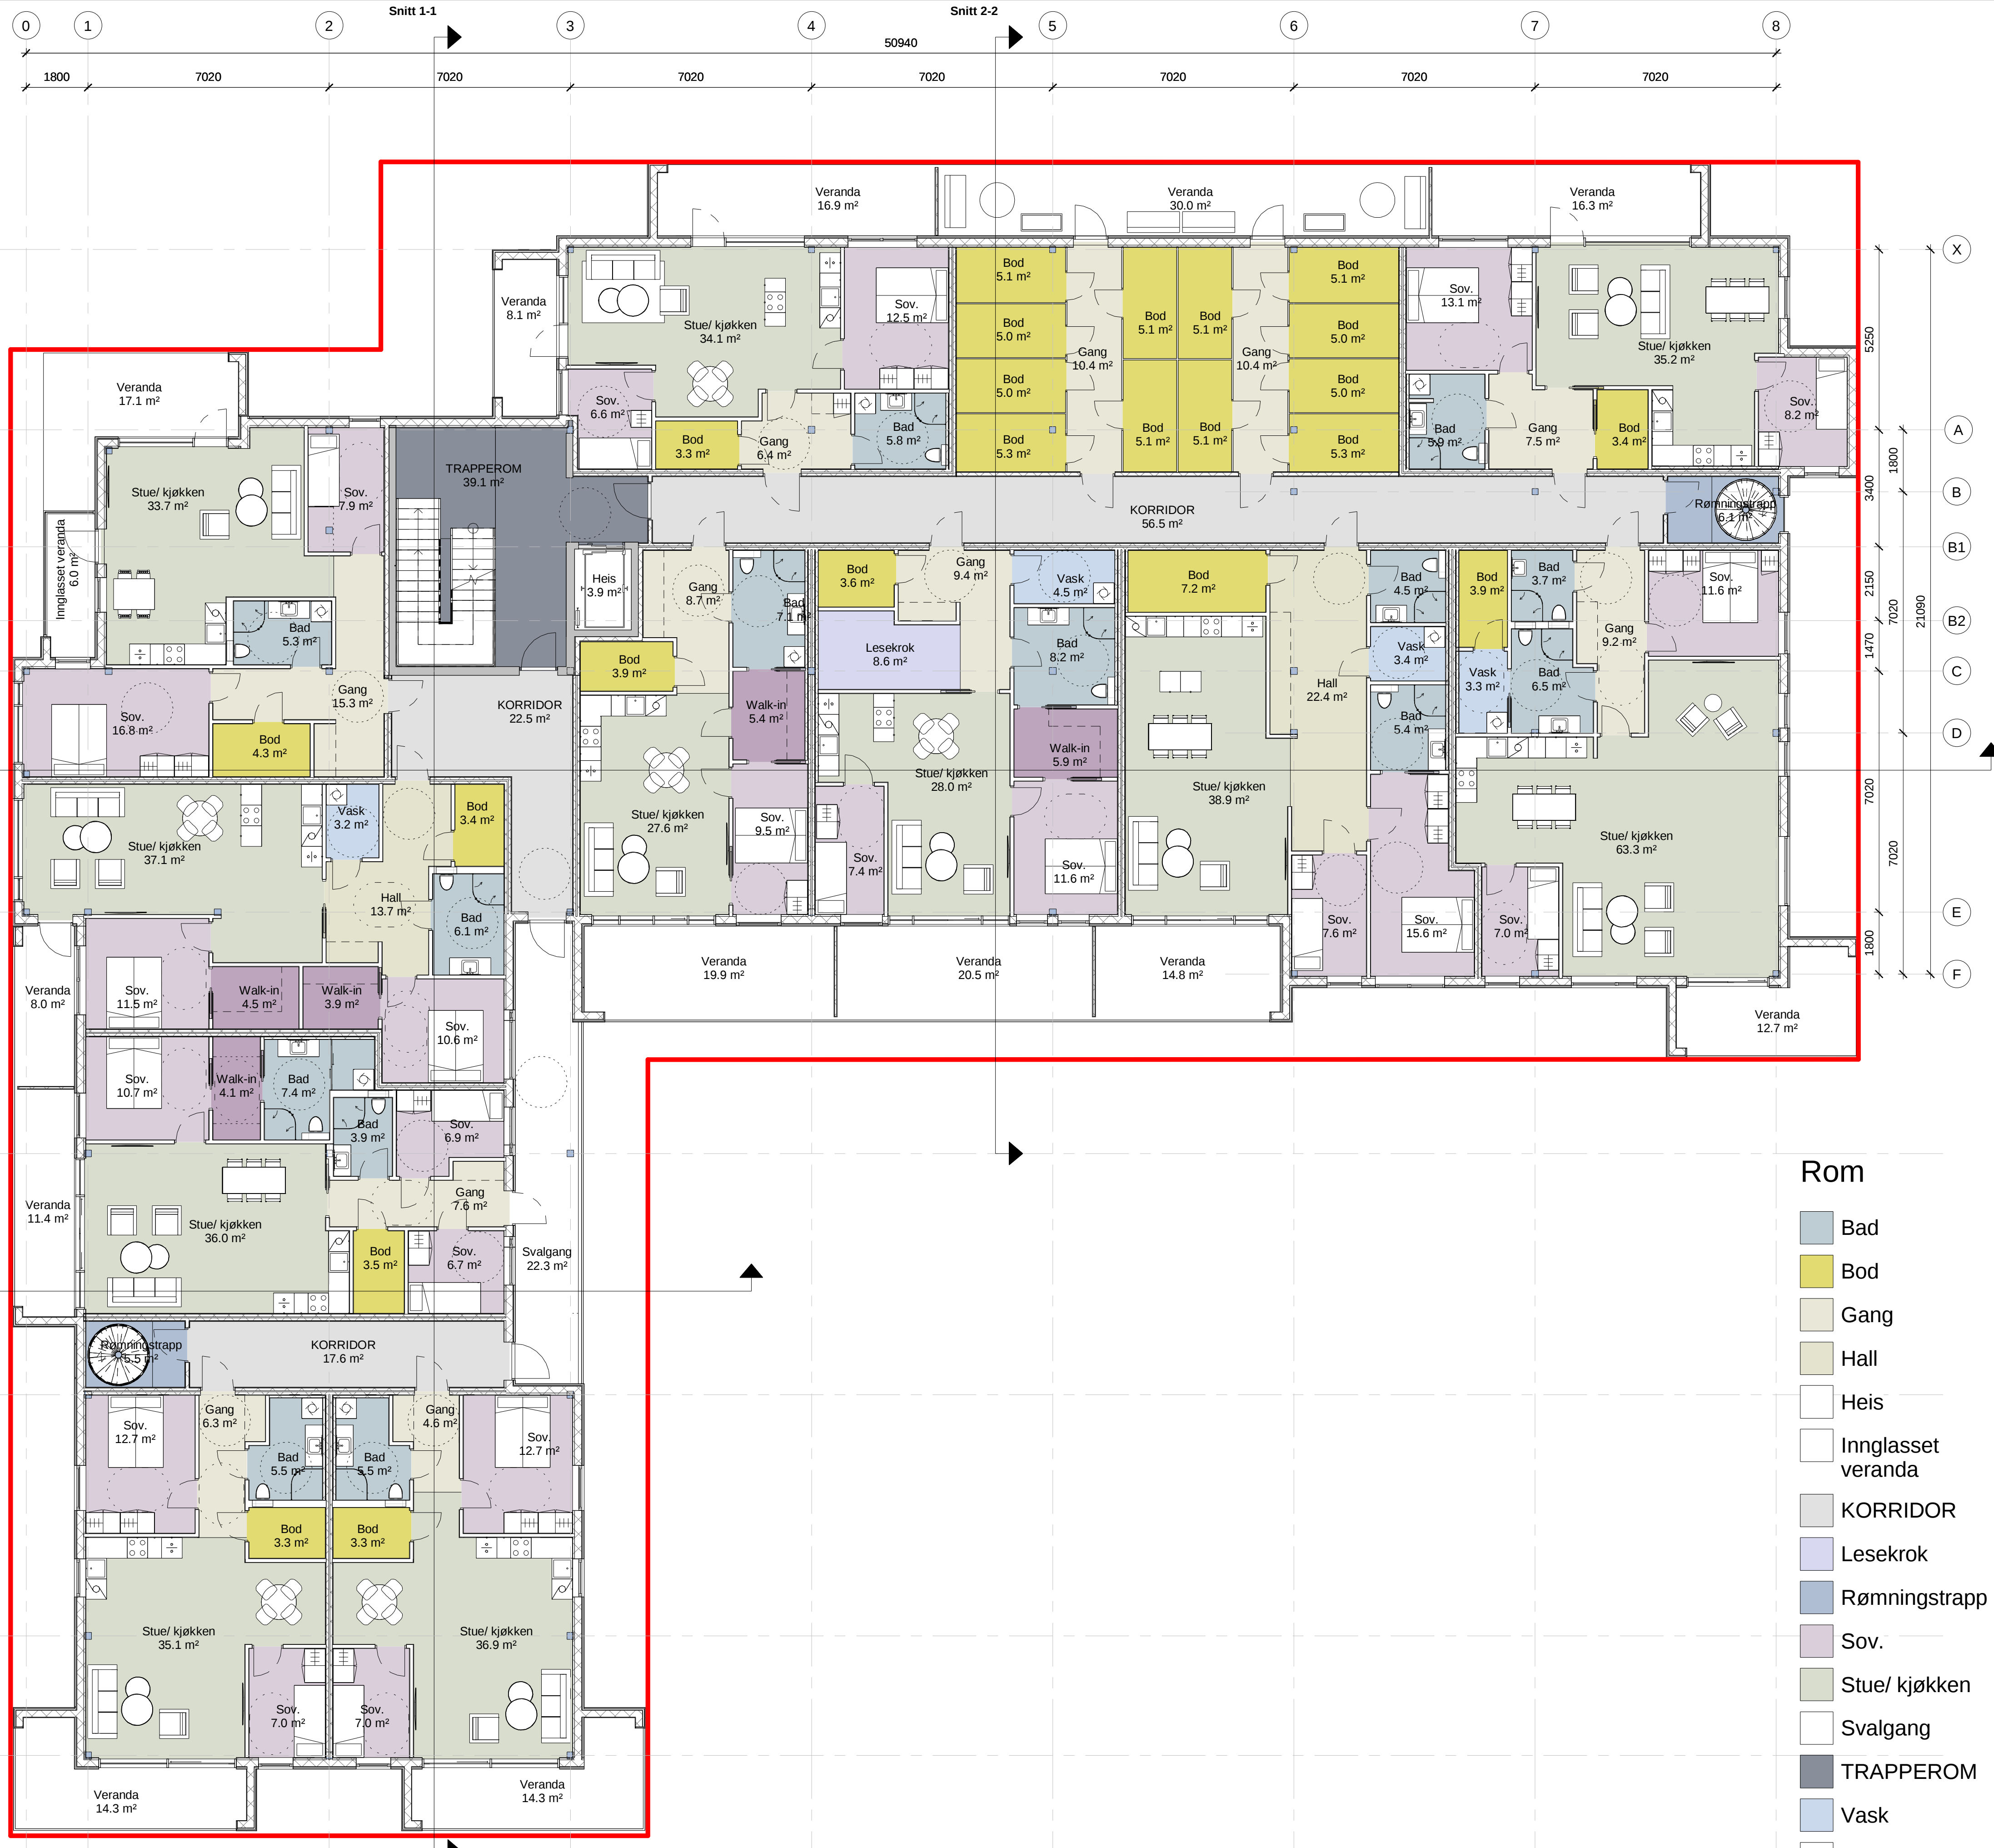 Snitt 1-1
Snitt 2-2
0
1
2
3
4
5
6
7
8
50940
1800
7020
7020
7020
7020
7020
7020
7020
Veranda
16.9 m²
Veranda
30.0 m²
Veranda
16.3 m²
X
Veranda
8.1 m²
Stue/ kjøkken
34.1 m²
Sov.
12.5 m²
Bod
5.1 m²
Bod
5.0 m²
Bod
5.0 m²
Bod
5.3 m²
Gang
10.4 m²
Bod
5.1 m²
Bod
5.1 m²
Bod
5.1 m²
Bod
5.1 m²
Gang
10.4 m²
Bod
5.1 m²
Bod
5.0 m²
Bod
5.0 m²
Bod
5.3 m²
Sov.
13.1 m²
Stue/ kjøkken
35.2 m²
Sov.
8.2 m²
Bad
5.9 m²
Gang
7.5 m²
Bod
3.4 m²
5250
1800
3400
2150
7020
21090
1470
7020
7020
1800
A
B
B1
B2
C
D
E
F
Veranda
17.1 m²
Sov.
6.6 m²
Bod
3.3 m²
Gang
6.4 m²
Bad
5.8 m²
TRAPPEROM
39.1 m²
Stue/ kjøkken
33.7 m²
Sov.
7.9 m²
KORRIDOR
56.5 m²
Rømningstrapp
6.1 m²
Innglasset veranda
6.0 m²
Heis
3.9 m²
Gang
8.7 m²
Bad
7.1 m²
Bod
3.6 m²
Gang
9.4 m²
Vask
4.5 m²
Bod
7.2 m²
Bad
4.5 m²
Bod
3.9 m²
Bad
3.7 m²
Sov.
11.6 m²
Bad
5.3 m²
Bod
3.9 m²
Lesekrok
8.6 m²
Bad
8.2 m²
Vask
3.4 m²
Gang
9.2 m²
Vask
3.3 m²
Bad
6.5 m²
Sov.
16.8 m²
Gang
15.3 m²
Bod
4.3 m²
KORRIDOR
22.5 m²
Walk-in
5.4 m²
Walk-in
5.9 m²
Hall
22.4 m²
Bad
5.4 m²
Stue/ kjøkken
37.1 m²
Vask
3.2 m²
Bod
3.4 m²
Stue/ kjøkken
27.6 m²
Sov.
9.5 m²
Stue/ kjøkken
28.0 m²
Sov.
7.4 m²
Sov.
11.6 m²
Stue/ kjøkken
38.9 m²
Stue/ kjøkken
63.3 m²
Hall
13.7 m²
Bad
6.1 m²
Sov.
7.6 m²
Sov.
15.6 m²
Sov.
7.0 m²
Veranda
8.0 m²
Sov.
11.5 m²
Walk-in
4.5 m²
Walk-in
3.9 m²
Sov.
10.6 m²
Veranda
19.9 m²
Veranda
20.5 m²
Veranda
14.8 m²
Veranda
12.7 m²
Sov.
10.7 m²
Walk-in
4.1 m²
Bad
7.4 m²
Bad
3.9 m²
Sov.
6.9 m²
Veranda
11.4 m²
Stue/ kjøkken
36.0 m²
Gang
7.6 m²
Bod
3.5 m²
Sov.
6.7 m²
Svalgang
22.3 m²
Rømningstrapp
5.5 m²
KORRIDOR
17.6 m²
Sov.
12.7 m²
Gang
6.3 m²
Bad
5.5 m²
Bad
5.5 m²
Gang
4.6 m²
Sov.
12.7 m²
Bod
3.3 m²
Bod
3.3 m²
Stue/ kjøkken
35.1 m²
Stue/ kjøkken
36.9 m²
Sov.
7.0 m²
Sov.
7.0 m²
Veranda
14.3 m²
Veranda
14.3 m²
Rom
Bad
Bod
Gang
Hall
Heis
Innglasset
veranda
KORRIDOR
Lesekrok
Rømningstrapp
Sov.
Stue/ kjøkken
Svalgang
TRAPPEROM
Vask